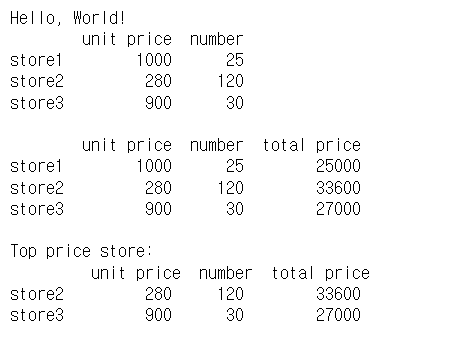 Hello, World!
        unit price  number
store1        1000      25
store2         280     120
store3         900      30

        unit price  number  total price
store1        1000      25        25000
store2         280     120        33600
store3         900      30        27000

Top price store:
         unit price  number  total price
store2         280     120        33600
store3         900      30        27000